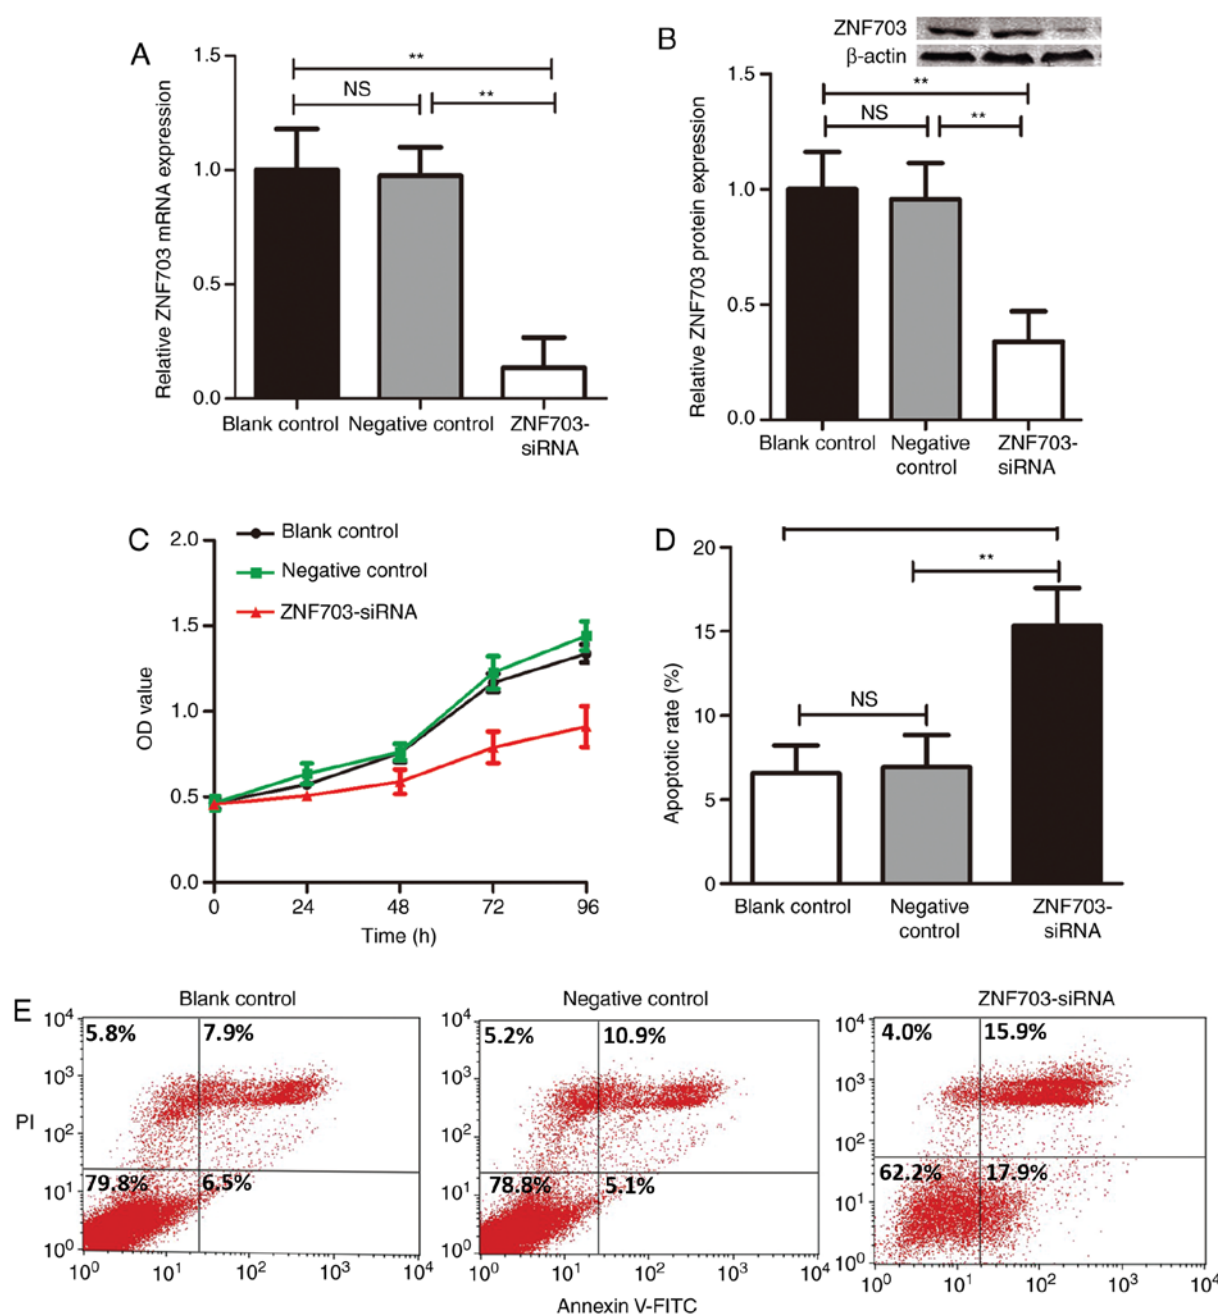 A
1.5
1.0
0.5
0.0
Relative ZNF703 mRNA expression
**
NS
**
Blank control
Negative control
ZNF703-
siRNA
B
ZNF703
β-actin
1.5
1.0
0.5
0.0
Relative ZNF703 protein expression
**
NS
**
Blank control
Negative
control
ZNF703-
siRNA
C
Blank control
Negative control
ZNF703-siRNA
2.0
1.5
1.0
0.5
0.0
OD value
0
24
48
72
96
Time (h)
D
20
15
10
5
0
Apoptotic rate (%)
**
NS
Blank control
Negative
control
ZNF703-
siRNA
E
Blank control
10⁴
10³
10²
10¹
10⁰
PI
5.8%
7.9%
79.8%
6.5%
10⁰
10¹
10²
10³
10⁴
Negative control
10⁴
10³
10²
10¹
10⁰
5.2%
10.9%
78.8%
5.1%
10⁰
10¹
10²
10³
10⁴
Annexin V-FITC
ZNF703-siRNA
10⁴
10³
10²
10¹
10⁰
4.0%
15.9%
62.2%
17.9%
10⁰
10¹
10²
10³
10⁴